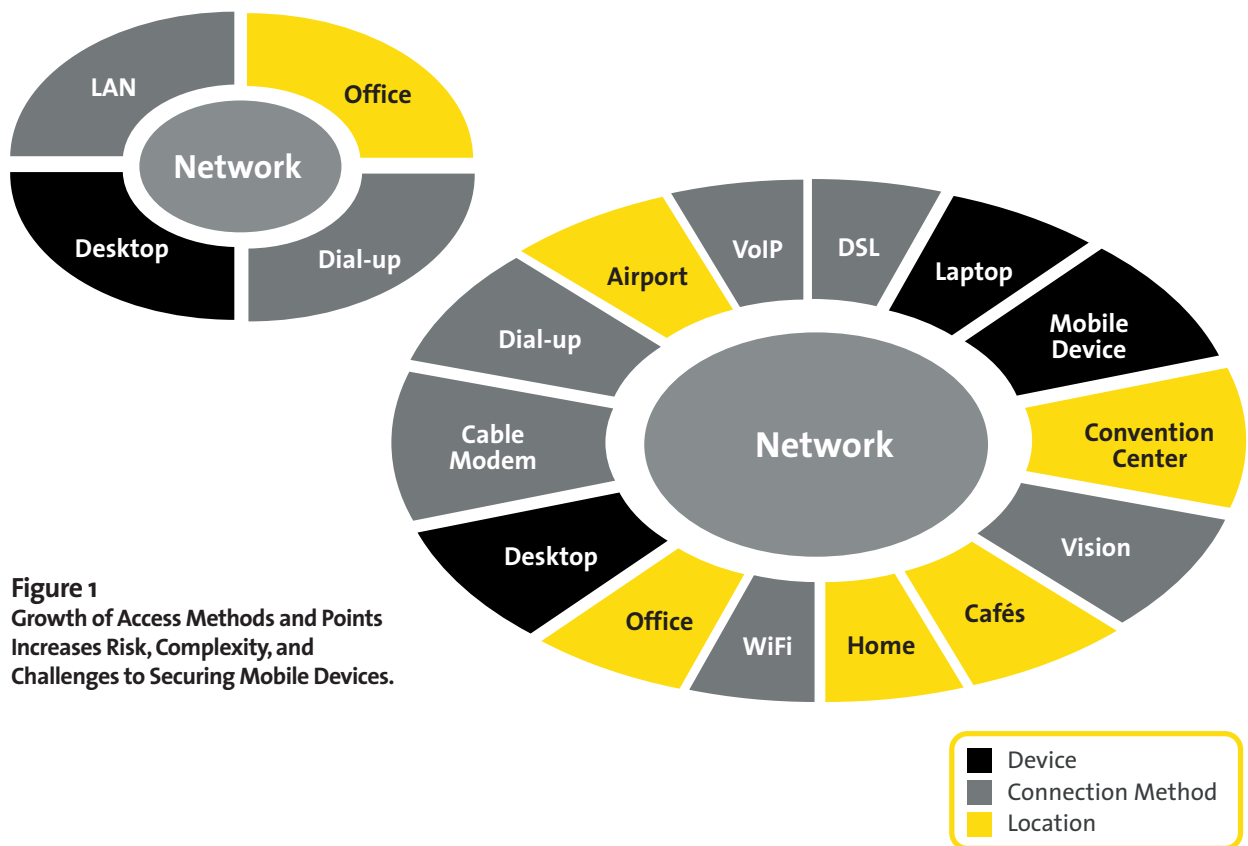 LAN
Office
Network
Desktop
Dial-up
VoIP
DSL
Laptop
Mobile
Device
Convention
Center
Vision
Cafés
Home
WiFi
Office
Desktop
Cable
Modem
Dial-up
Airport
Network
Figure 1
Growth of Access Methods and Points
Increases Risk, Complexity, and
Challenges to Securing Mobile Devices.
Device
Connection Method
Location